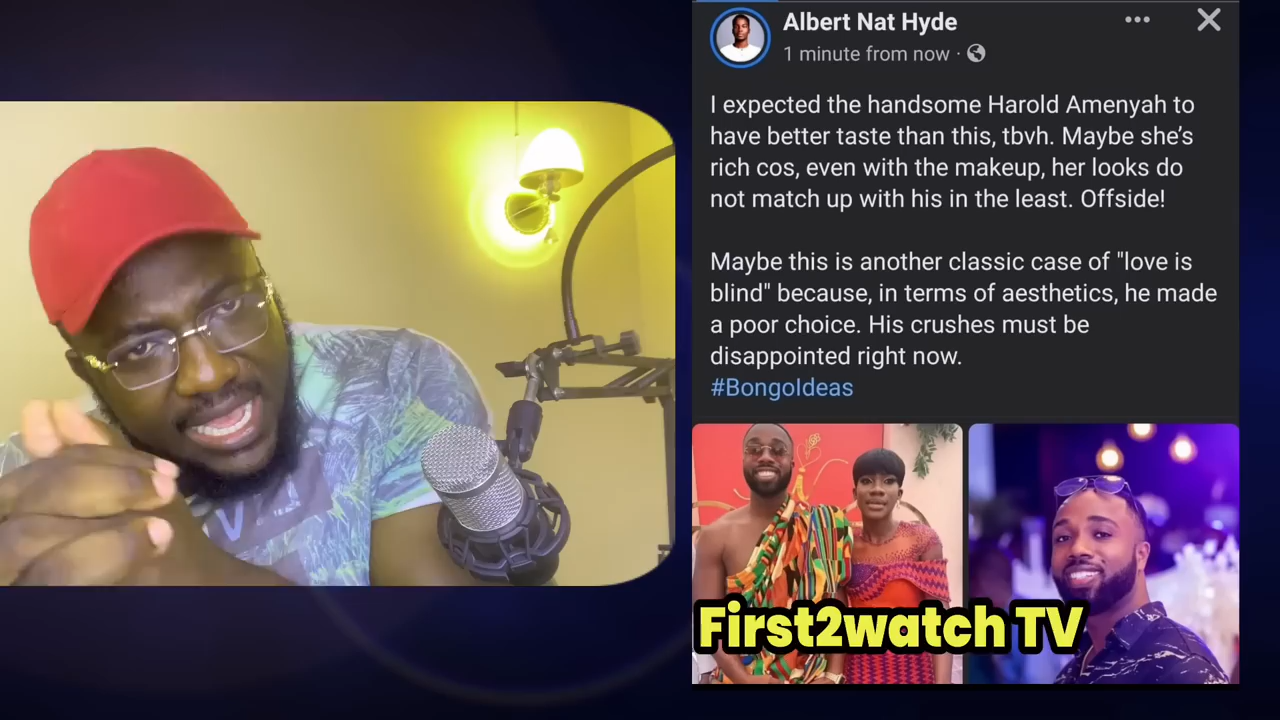 Albert Nat Hyde
1 minute from now ·
I expected the handsome Harold Amenyah to
have better taste than this, tbvh. Maybe she's
rich cos, even with the makeup, her looks do
not match up with his in the least. Offside!
Maybe this is another classic case of "love is
blind" because, in terms of aesthetics, he made
a poor choice. His crushes must be
disappointed right now.
#BongoIdeas
First2watch TV